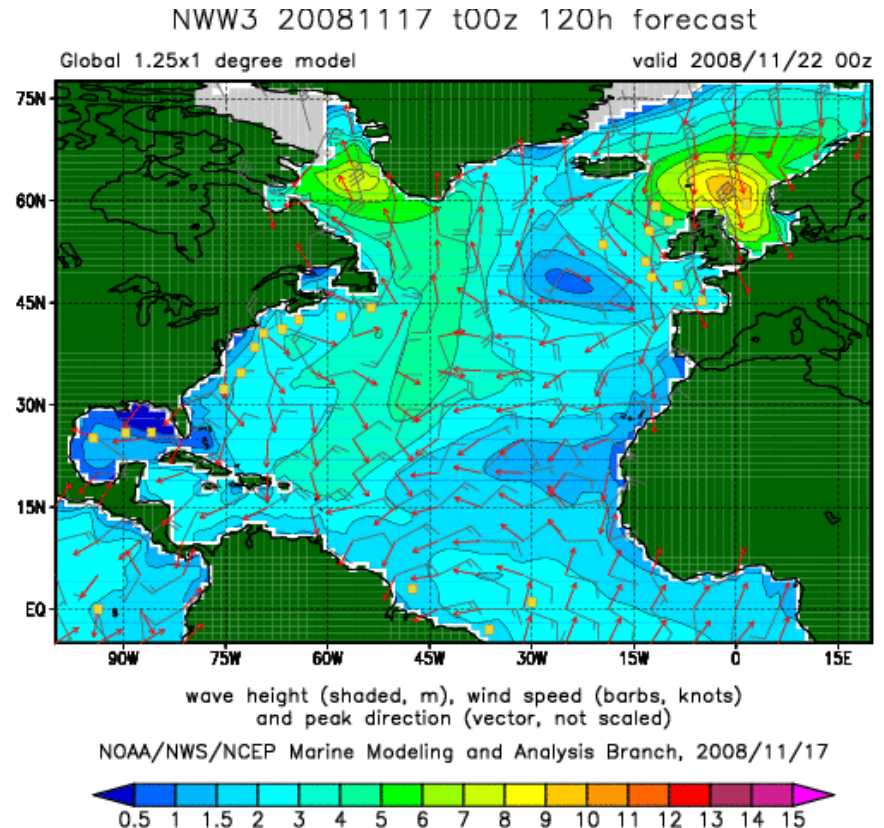 NWW3 20081117 t00z 120h forecast
Global 1.25x1 degree model
valid 2008/11/22 00z
75N
60N
45N
30N
15N
EQ
90W 75W 60W 45W 30W 15W 0 15E
wave height (shaded, m), wind speed (barbs, knots)
and peak direction (vector, not scaled)
NOAA/NWS/NCEP Marine Modeling and Analysis Branch, 2008/11/17
0.5 1 1.5 2 3 4 5 6 7 8 9 10 11 12 13 14 15